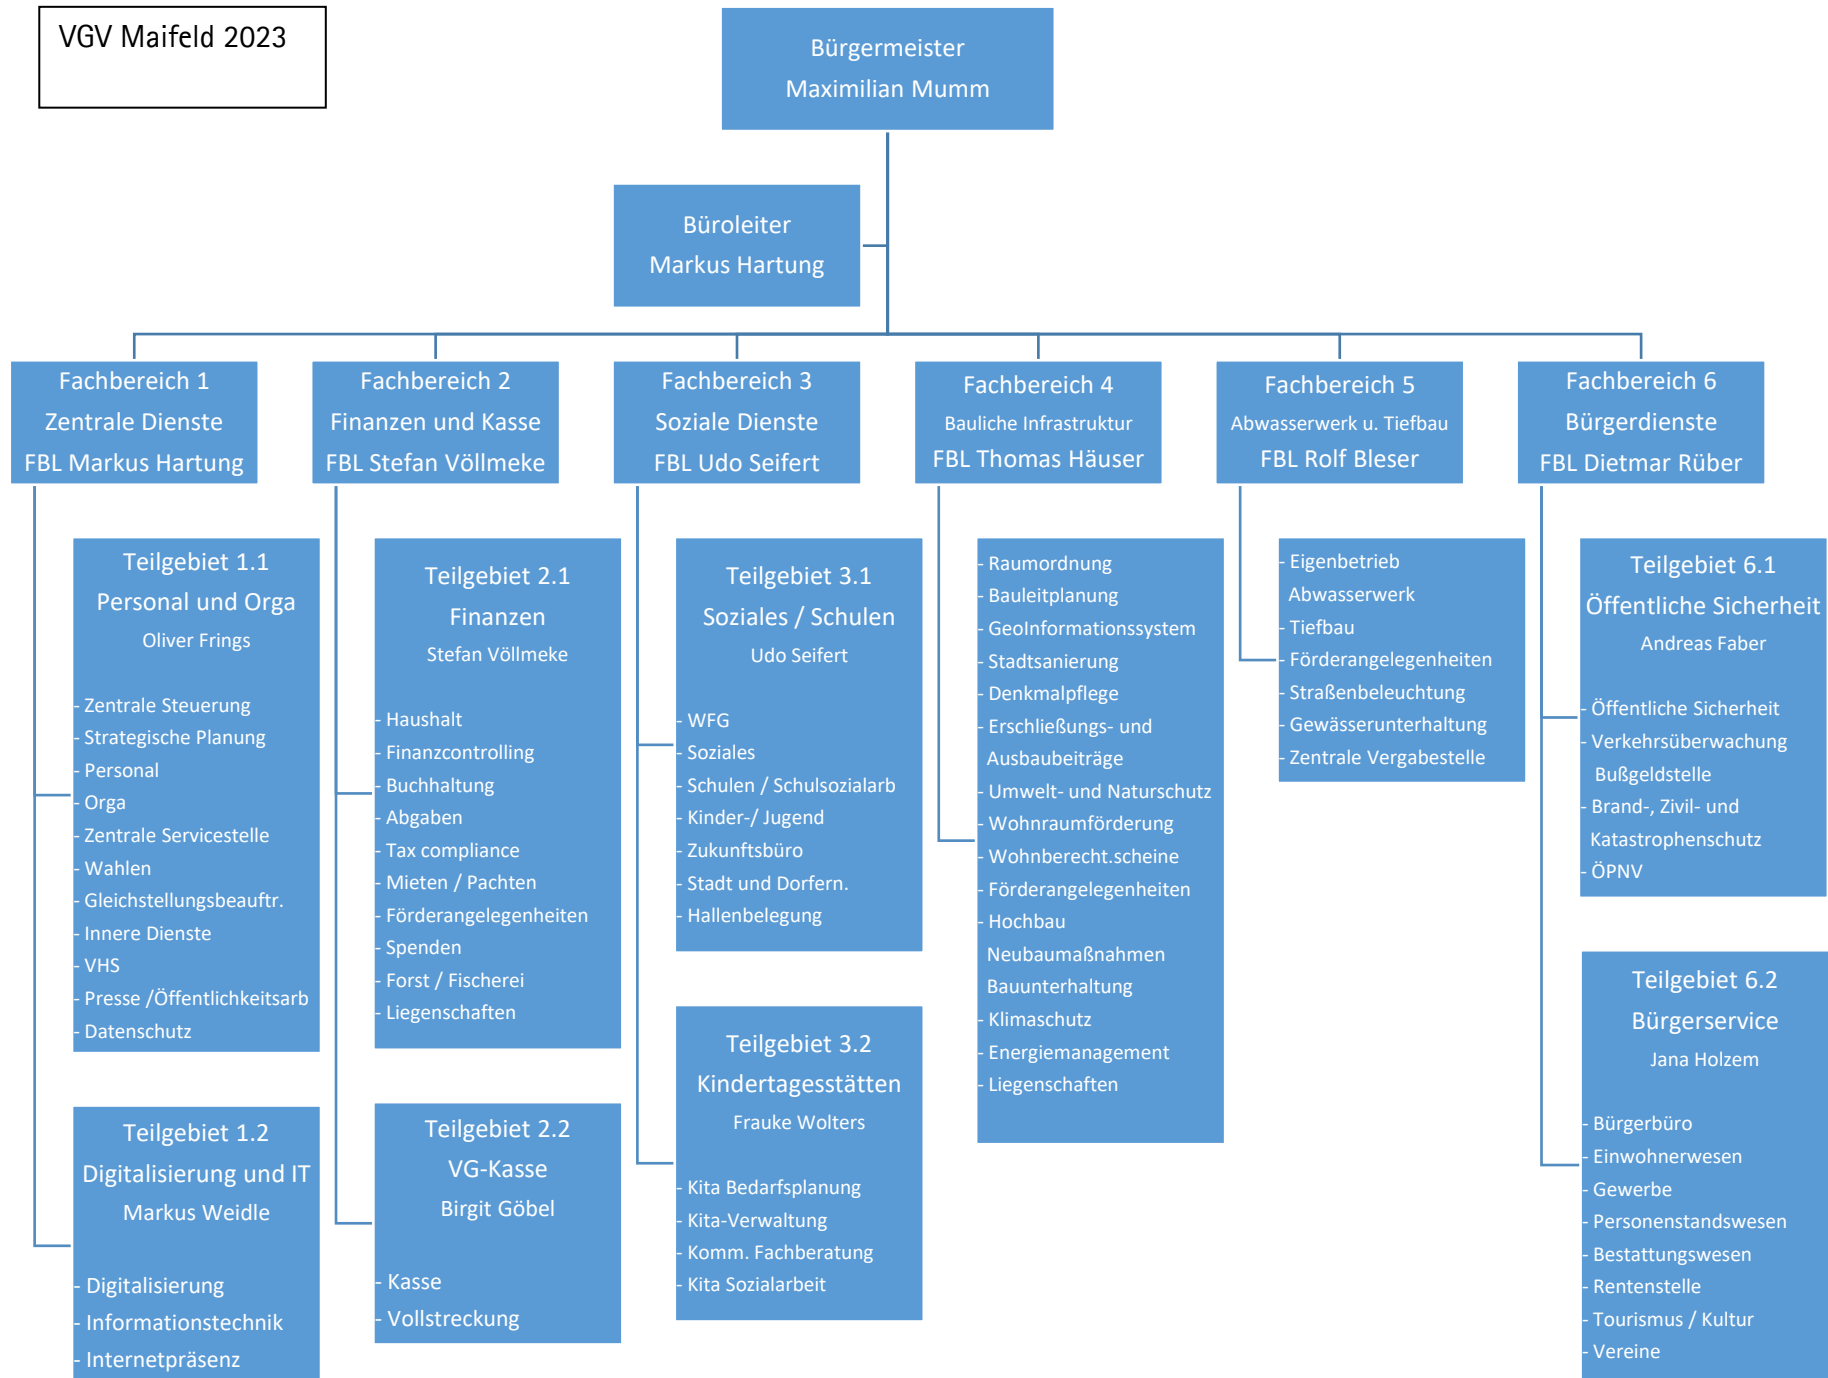 VGV Maifeld 2023
Bürgermeister
Maximilian Mumm
Büroleiter
Markus Hartung
Fachbereich 1
Zentrale Dienste
FBL Markus Hartung
Fachbereich 2
Finanzen und Kasse
FBL Stefan Völlmeke
Fachbereich 3
Soziale Dienste
FBL Udo Seifert
Fachbereich 4
Bauliche Infrastruktur
FBL Thomas Häuser
Fachbereich 5
Abwasserwerk u. Tiefbau
FBL Rolf Bleser
Fachbereich 6
Bürgerdienste
FBL Dietmar Rüber
Teilgebiet 1.1
Personal und Orga
Oliver Frings
- Zentrale Steuerung
- Strategische Planung
- Personal
- Orga
- Zentrale Servicestelle
- Wahlen
- Gleichstellungsbeauftr.
- Innere Dienste
- VHS
- Presse /Öffentlichkeitsarb
- Datenschutz
Teilgebiet 1.2
Digitalisierung und IT
Markus Weidle
- Digitalisierung
- Informationstechnik
- Internetpräsenz
Teilgebiet 2.1
Finanzen
Stefan Völlmeke
- Haushalt
- Finanzcontrolling
- Buchhaltung
- Abgaben
- Tax compliance
- Mieten / Pachten
- Förderangelegenheiten
- Spenden
- Forst / Fischerei
- Liegenschaften
Teilgebiet 2.2
VG-Kasse
Birgit Göbel
- Kasse
- Vollstreckung
Teilgebiet 3.1
Soziales / Schulen
Udo Seifert
- WFG
- Soziales
- Schulen / Schulsozialarb
- Kinder-/ Jugend
- Zukunftsbüro
- Stadt und Dorfern.
- Hallenbelegung
Teilgebiet 3.2
Kindertagesstätten
Frauke Wolters
- Kita Bedarfsplanung
- Kita-Verwaltung
- Komm. Fachberatung
- Kita Sozialarbeit
- Raumordnung
- Bauleitplanung
- GeoInformationssystem
- Stadtsanierung
- Denkmalpflege
- Erschließungs- und
Ausbaubeiträge
- Umwelt- und Naturschutz
- Wohnraumförderung
- Wohnberecht.scheine
- Förderangelegenheiten
- Hochbau
Neubaumaßnahmen
Bauunterhaltung
- Klimaschutz
- Energiemanagement
- Liegenschaften
- Eigenbetrieb
Abwasserwerk
- Tiefbau
- Förderangelegenheiten
- Straßenbeleuchtung
- Gewässerunterhaltung
- Zentrale Vergabestelle
Teilgebiet 6.1
Öffentliche Sicherheit
Andreas Faber
- Öffentliche Sicherheit
- Verkehrsüberwachung
Bußgeldstelle
- Brand-, Zivil- und
Katastrophenschutz
- ÖPNV
Teilgebiet 6.2
Bürgerservice
Jana Holzem
- Bürgerbüro
- Einwohnerwesen
- Gewerbe
- Personenstandswesen
- Bestattungswesen
- Rentenstelle
- Tourismus / Kultur
- Vereine